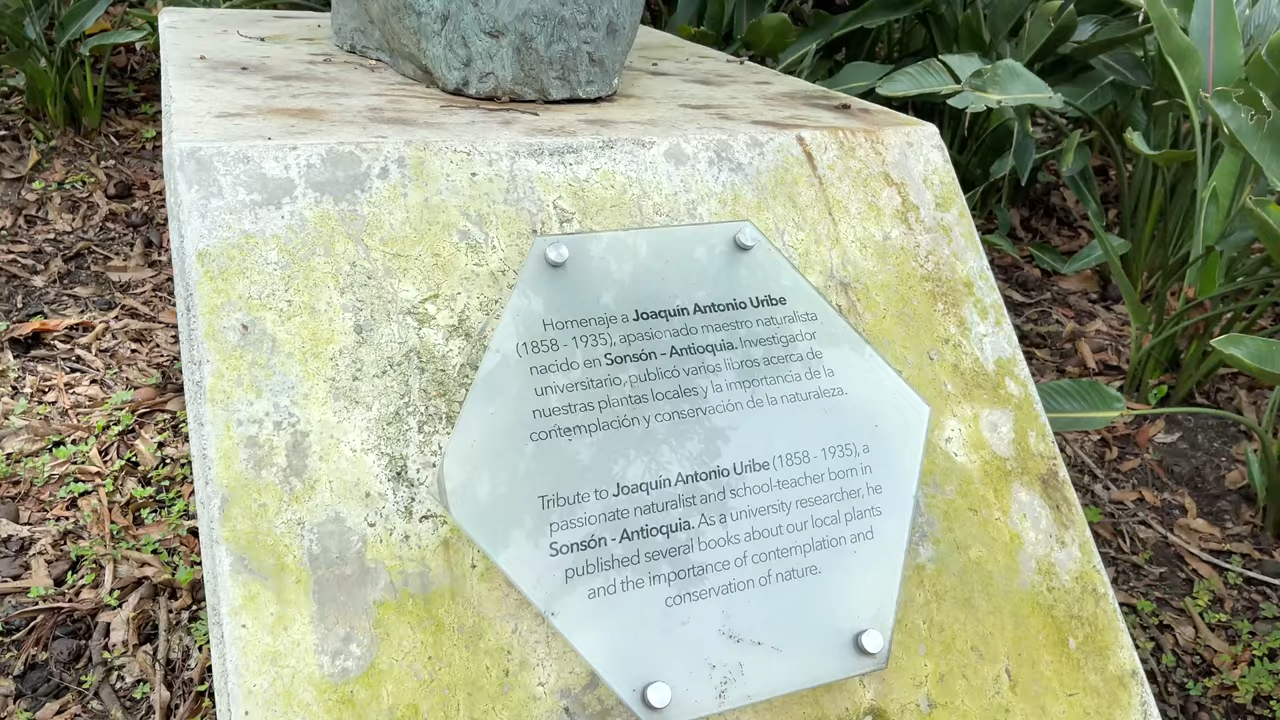 Homenaje a Joaquín Antonio Uribe
(1858 - 1935), apasionado maestro naturalista
nacido en Sonsón - Antioquia. Investigador
universitario, publicó varios libros acerca de
nuestras plantas locales y la importancia de la
contemplación y conservación de la naturaleza.
Tribute to Joaquín Antonio Uribe (1858 - 1935), a
passionate naturalist and school-teacher born in
Sonsón - Antioquia. As a university researcher, he
published several books about our local plants
and the importance of contemplation and
conservation of nature.